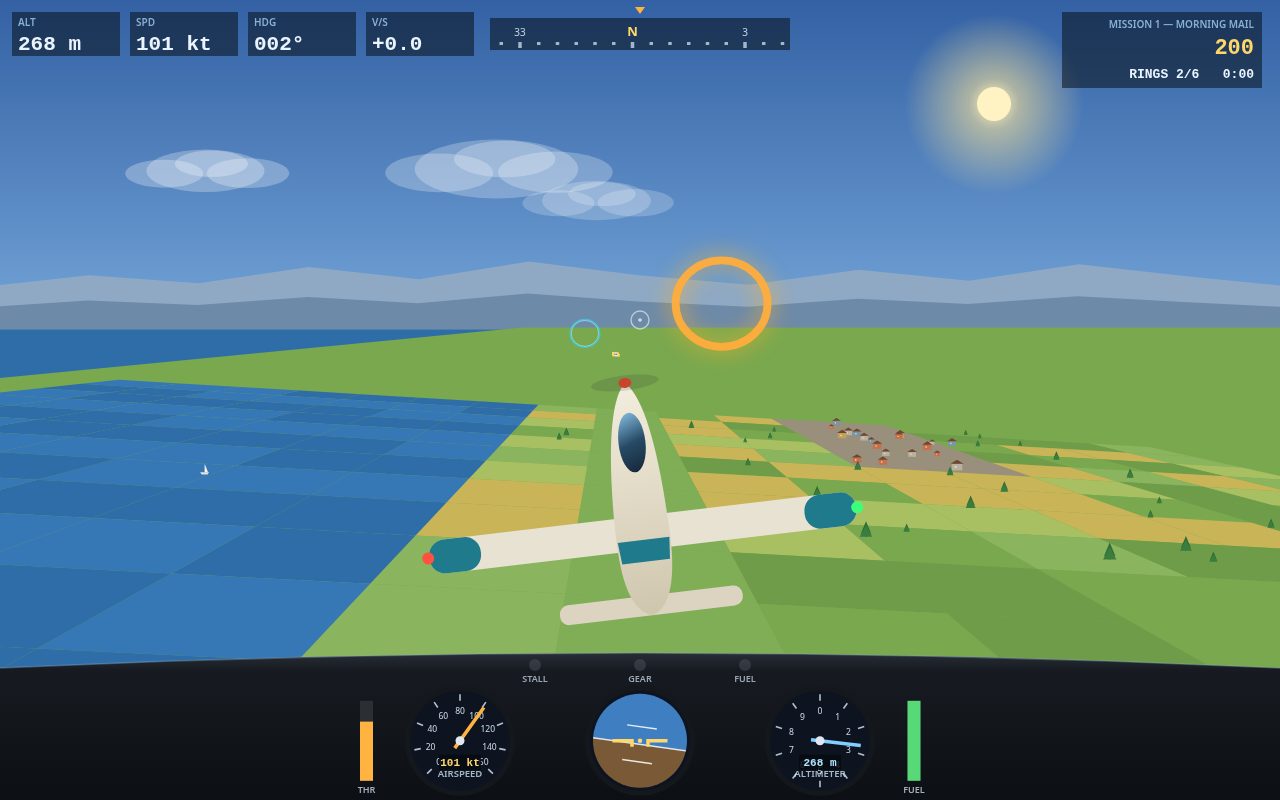 ALT
268 m
SPD
101 kt
HDG
002°
V/S
+0.0
33
N
3
MISSION 1 — MORNING MAIL
200
RINGS 2/6 0:00
STALL
GEAR
FUEL
20
40
60
80
100
120
140
101 kt
AIRSPEED
0
1
2
3
7
8
9
268 m
ALTIMETER
THR
FUEL